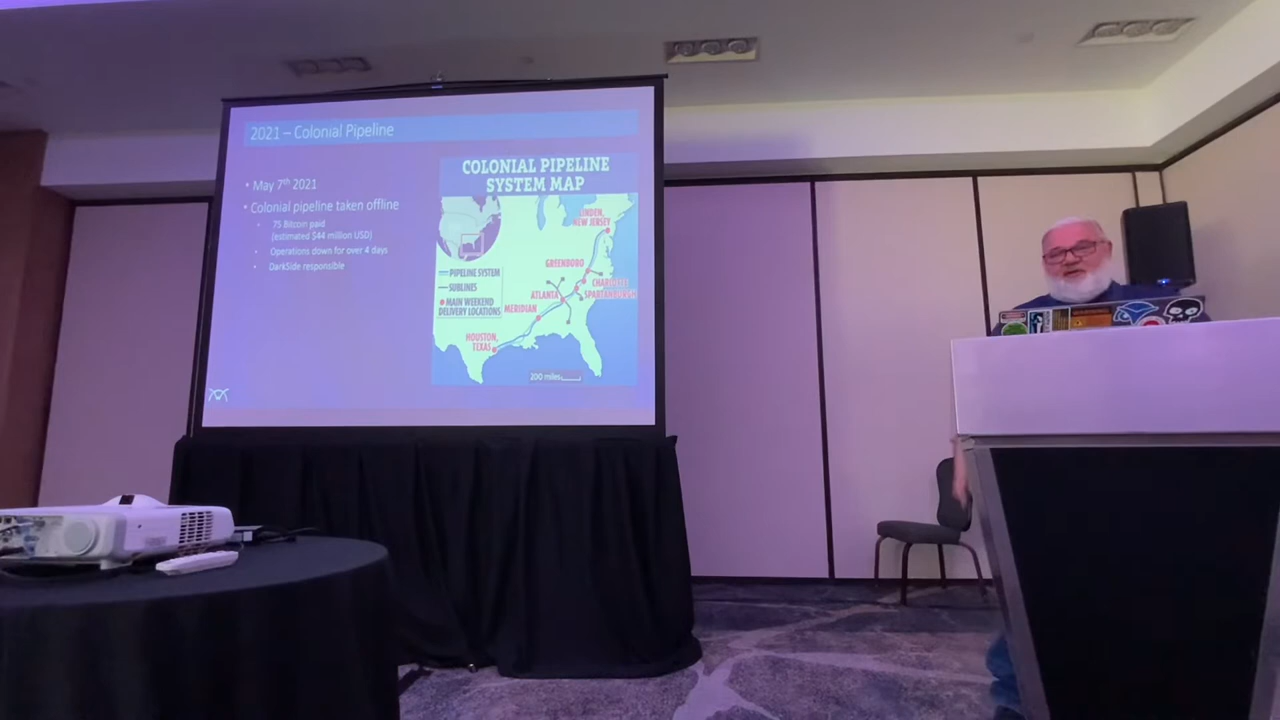 2021 – Colonial Pipeline
• May 7th 2021
• Colonial pipeline taken offline
• 75 Bitcoin paid
(estimated $44 million USD)
• Operations down for over 4 days
• DarkSide responsible
COLONIAL PIPELINE
SYSTEM MAP
LINDEN,
NEW JERSEY
GREENBORO
CHARLOTTE
SPARTANBURGH
ATLANTA
MERIDIAN
HOUSTON,
TEXAS
PIPELINE SYSTEM
SUBLINES
MAIN WEEKEND
DELIVERY LOCATIONS
200 miles